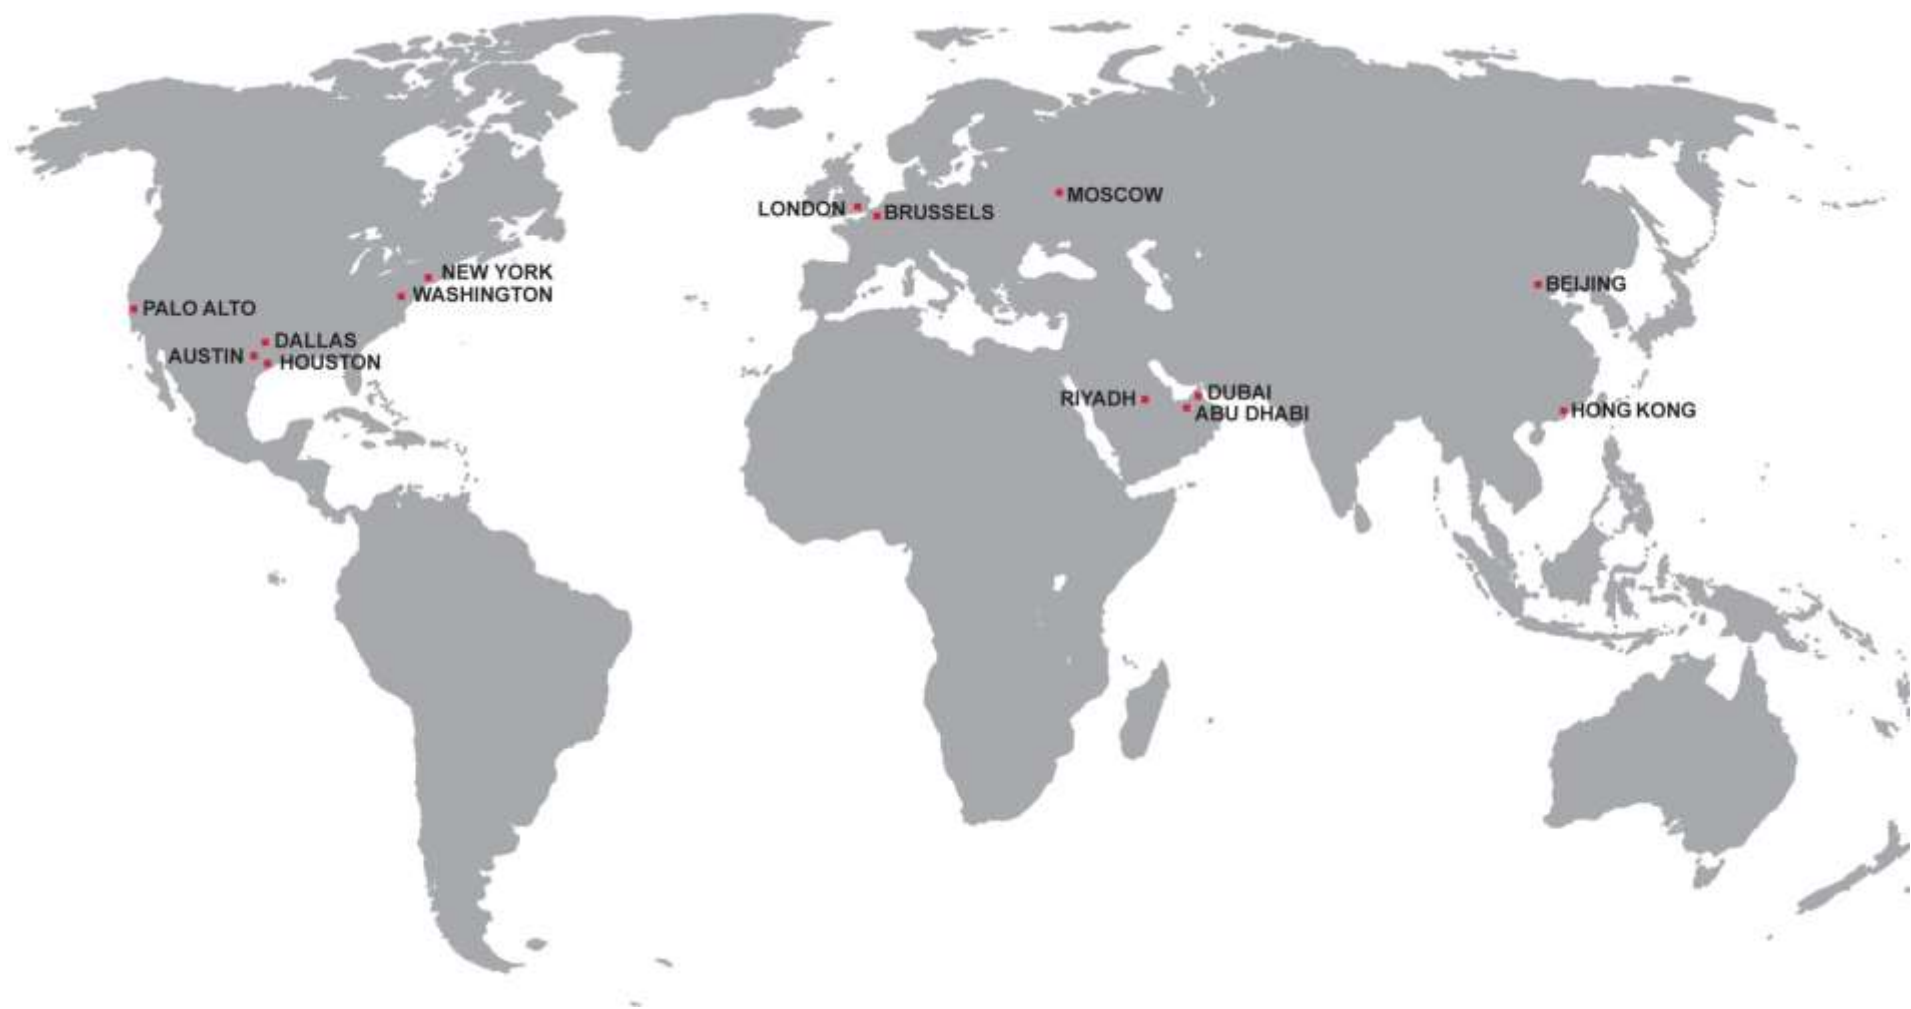 MOSCOW
LONDON
BRUSSELS
NEW YORK
WASHINGTON
BEIJING
PALO ALTO
DALLAS
AUSTIN
HOUSTON
RIYADH
DUBAI
ABU DHABI
HONG KONG